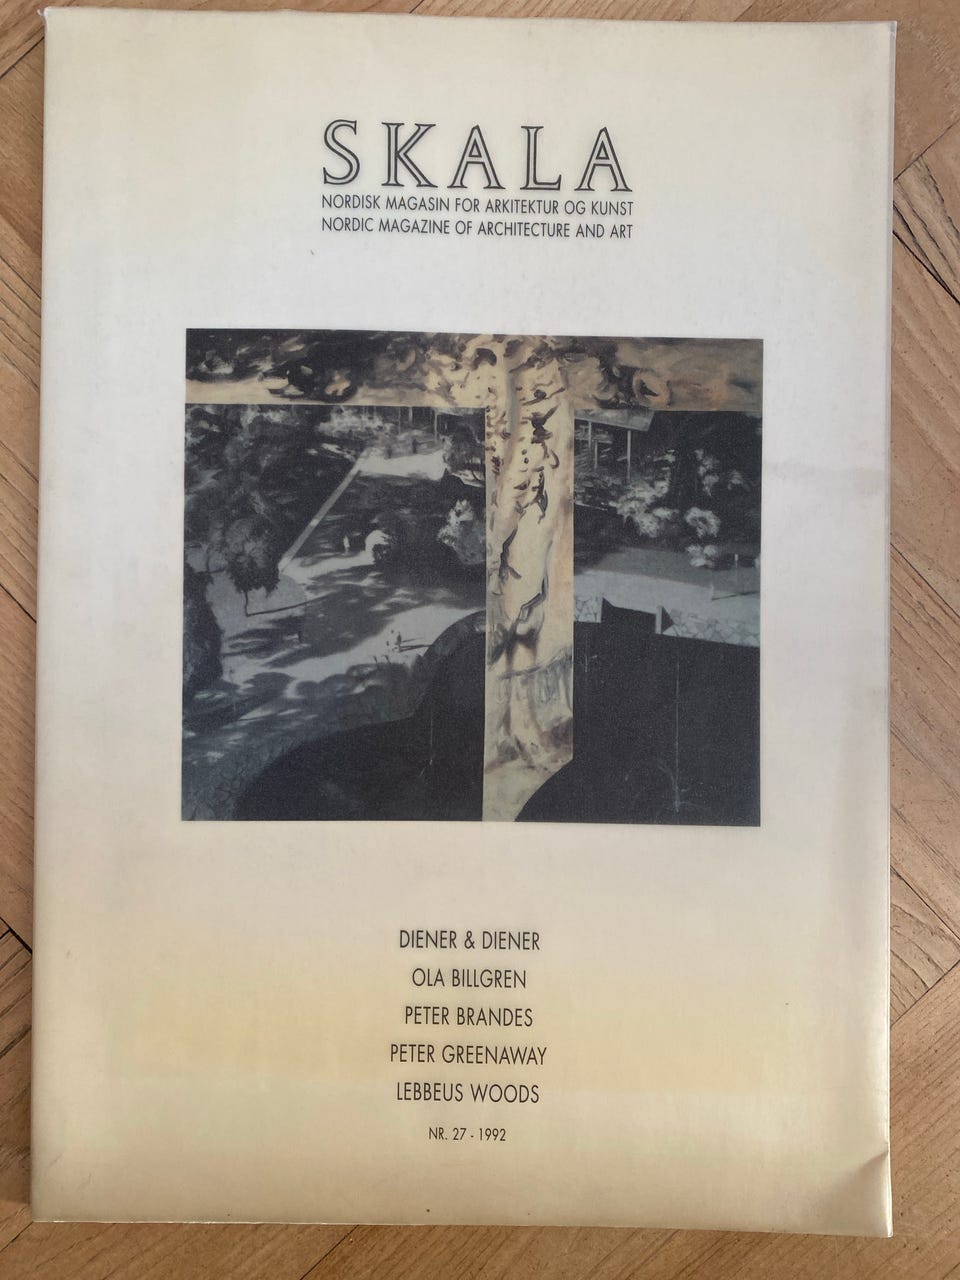 SKALA
NORDISK MAGASIN FOR ARKITEKTUR OG KUNST
NORDIC MAGAZINE OF ARCHITECTURE AND ART
DIENER & DIENER
OLA BILLGREN
PETER BRANDES
PETER GREENAWAY
LEBBEUS WOODS
NR. 27 - 1992